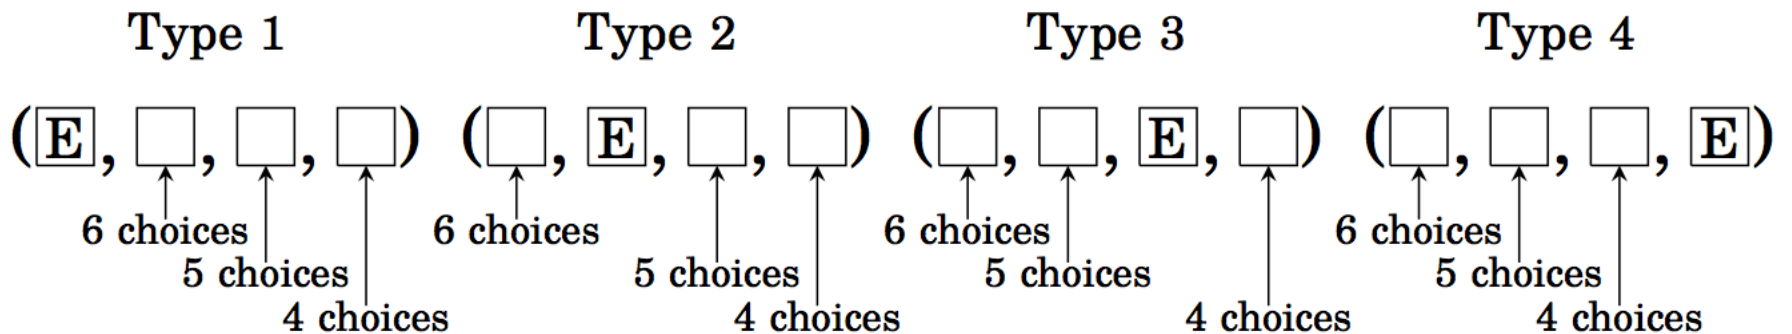 Type 1 Type 2 Type 3 Type 4
(E, , , ) ( , E, , ) ( , , E, ) ( , , , E)
6 choices 6 choices 6 choices 6 choices
5 choices 5 choices 5 choices 5 choices
4 choices 4 choices 4 choices 4 choices